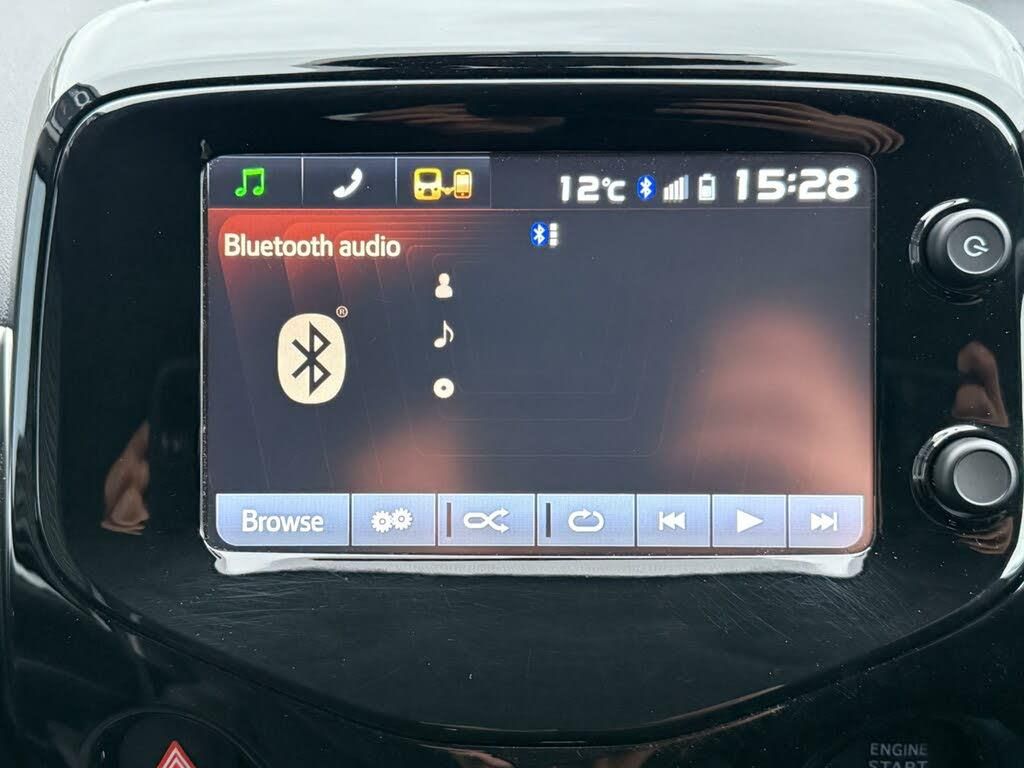 12°C 15:28
Bluetooth audio
®
Browse
ENGINE
START